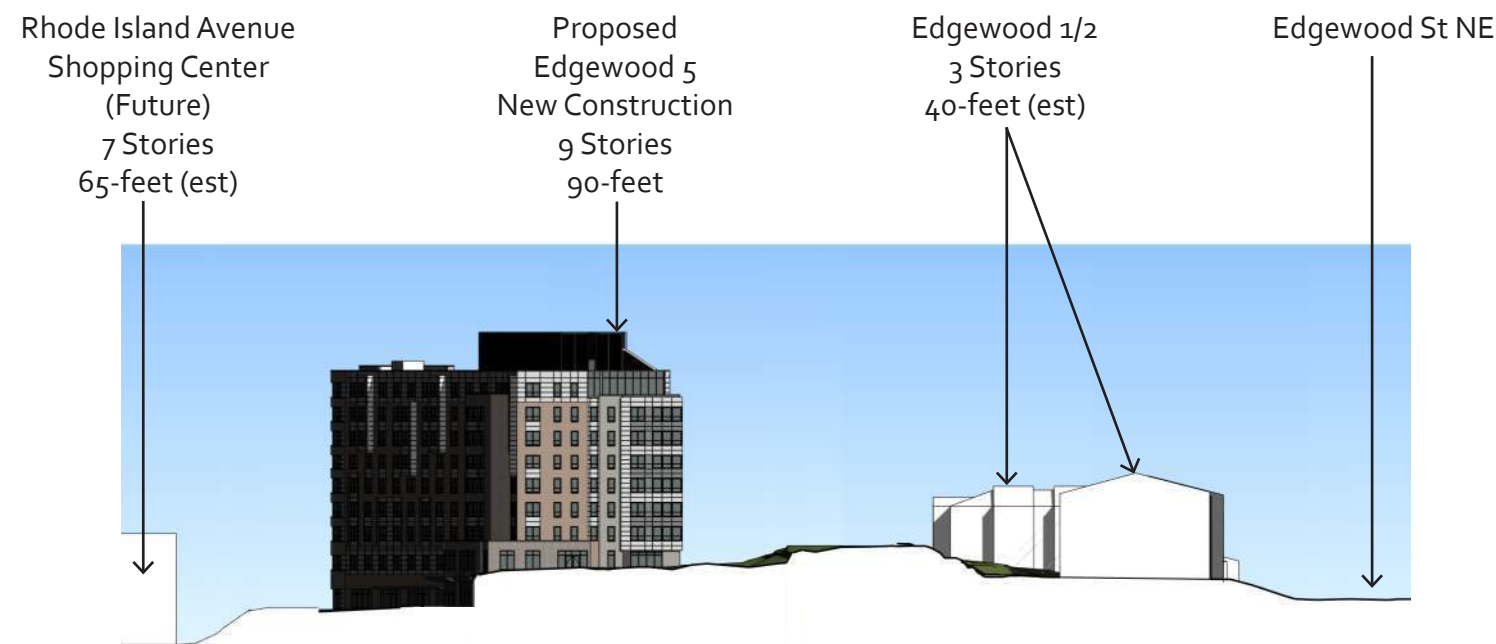 Rhode Island Avenue
Shopping Center
(Future)
7 Stories
65-feet (est)
Proposed
Edgewood 5
New Construction
9 Stories
90-feet
Edgewood 1/2
3 Stories
40-feet (est)
Edgewood St NE